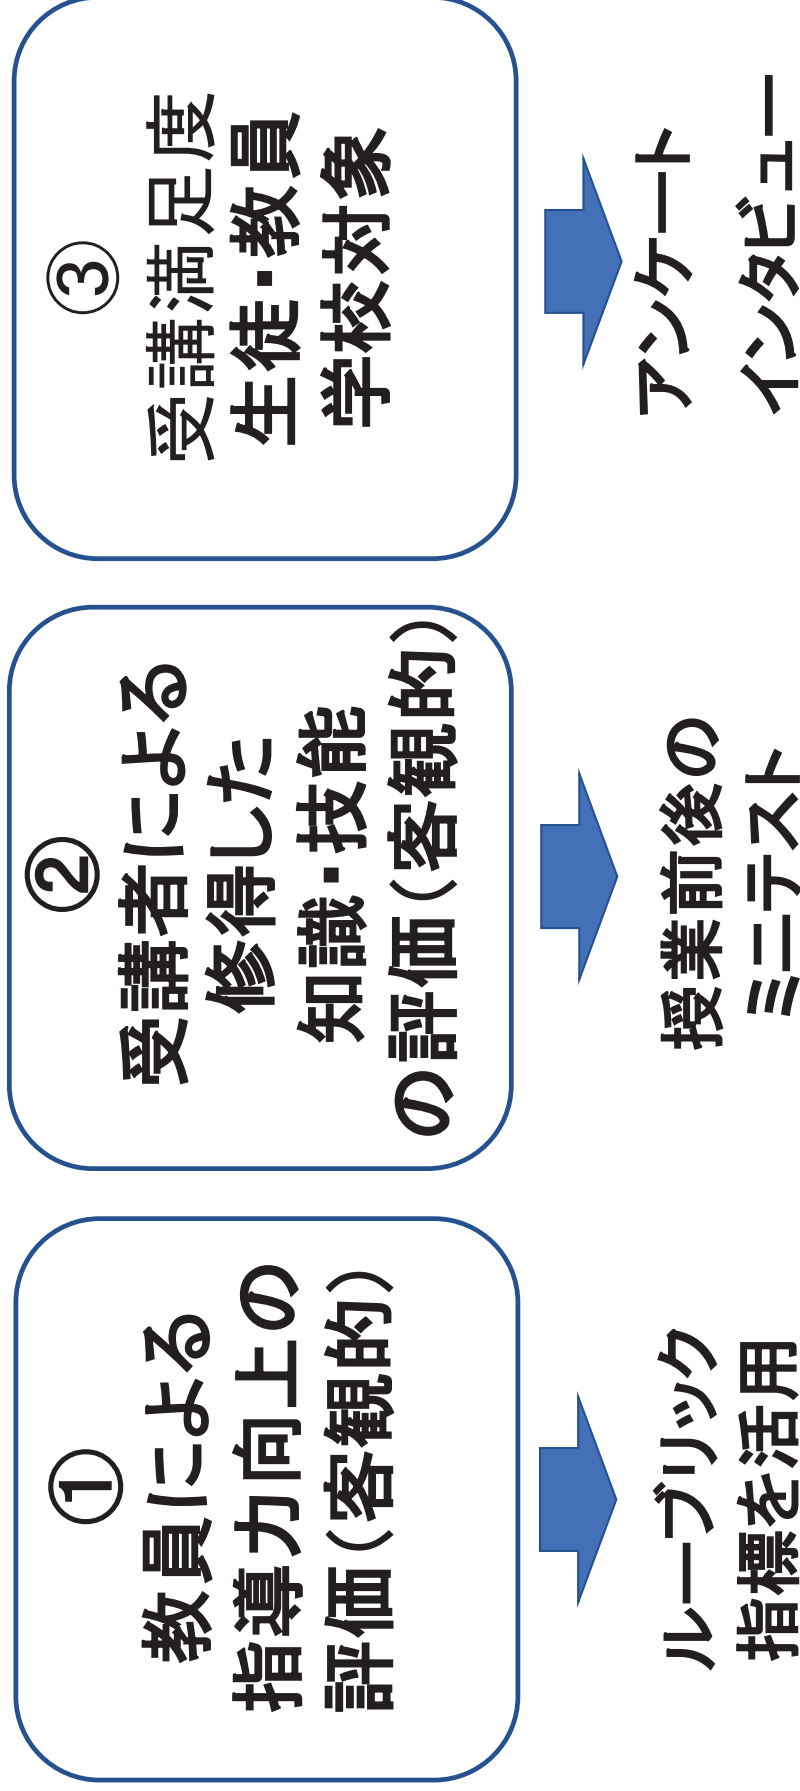 ①
教員による
指導力向上の
評価(客観的)
ルーブリック
指標を活用
②
受講者による
修得した
知識・技能
の評価(客観的)
授業前後の
ミニテスト
③
受講満足度
生徒・教員
学校対象
アンケート
インタビュー